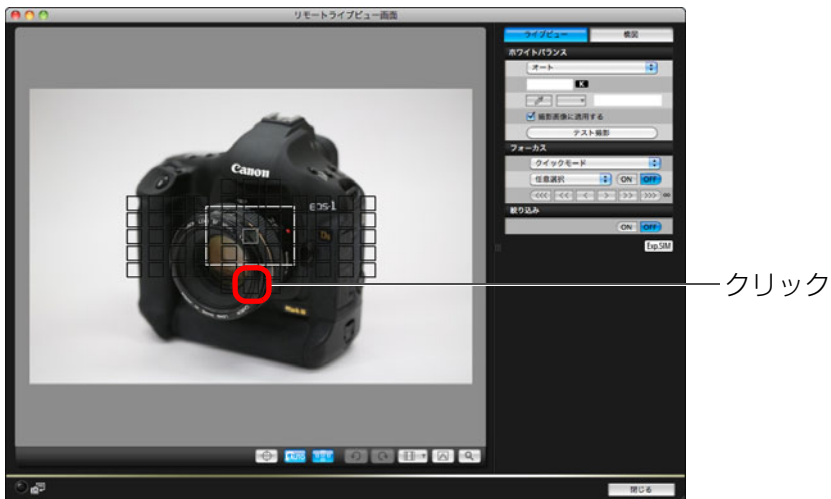 リモートライブビュー画面
ライブビュー
構図
ホワイトバランス
オート
K
撮影画像に適用する
テスト撮影
フォーカス
クイックモード
任意選択
ON OFF
<<< << < > >> >>> ∞
絞り込み
ON OFF
Exp.SIM
Canon
EOS-1
Ds
Mark III
クリック
閉じる